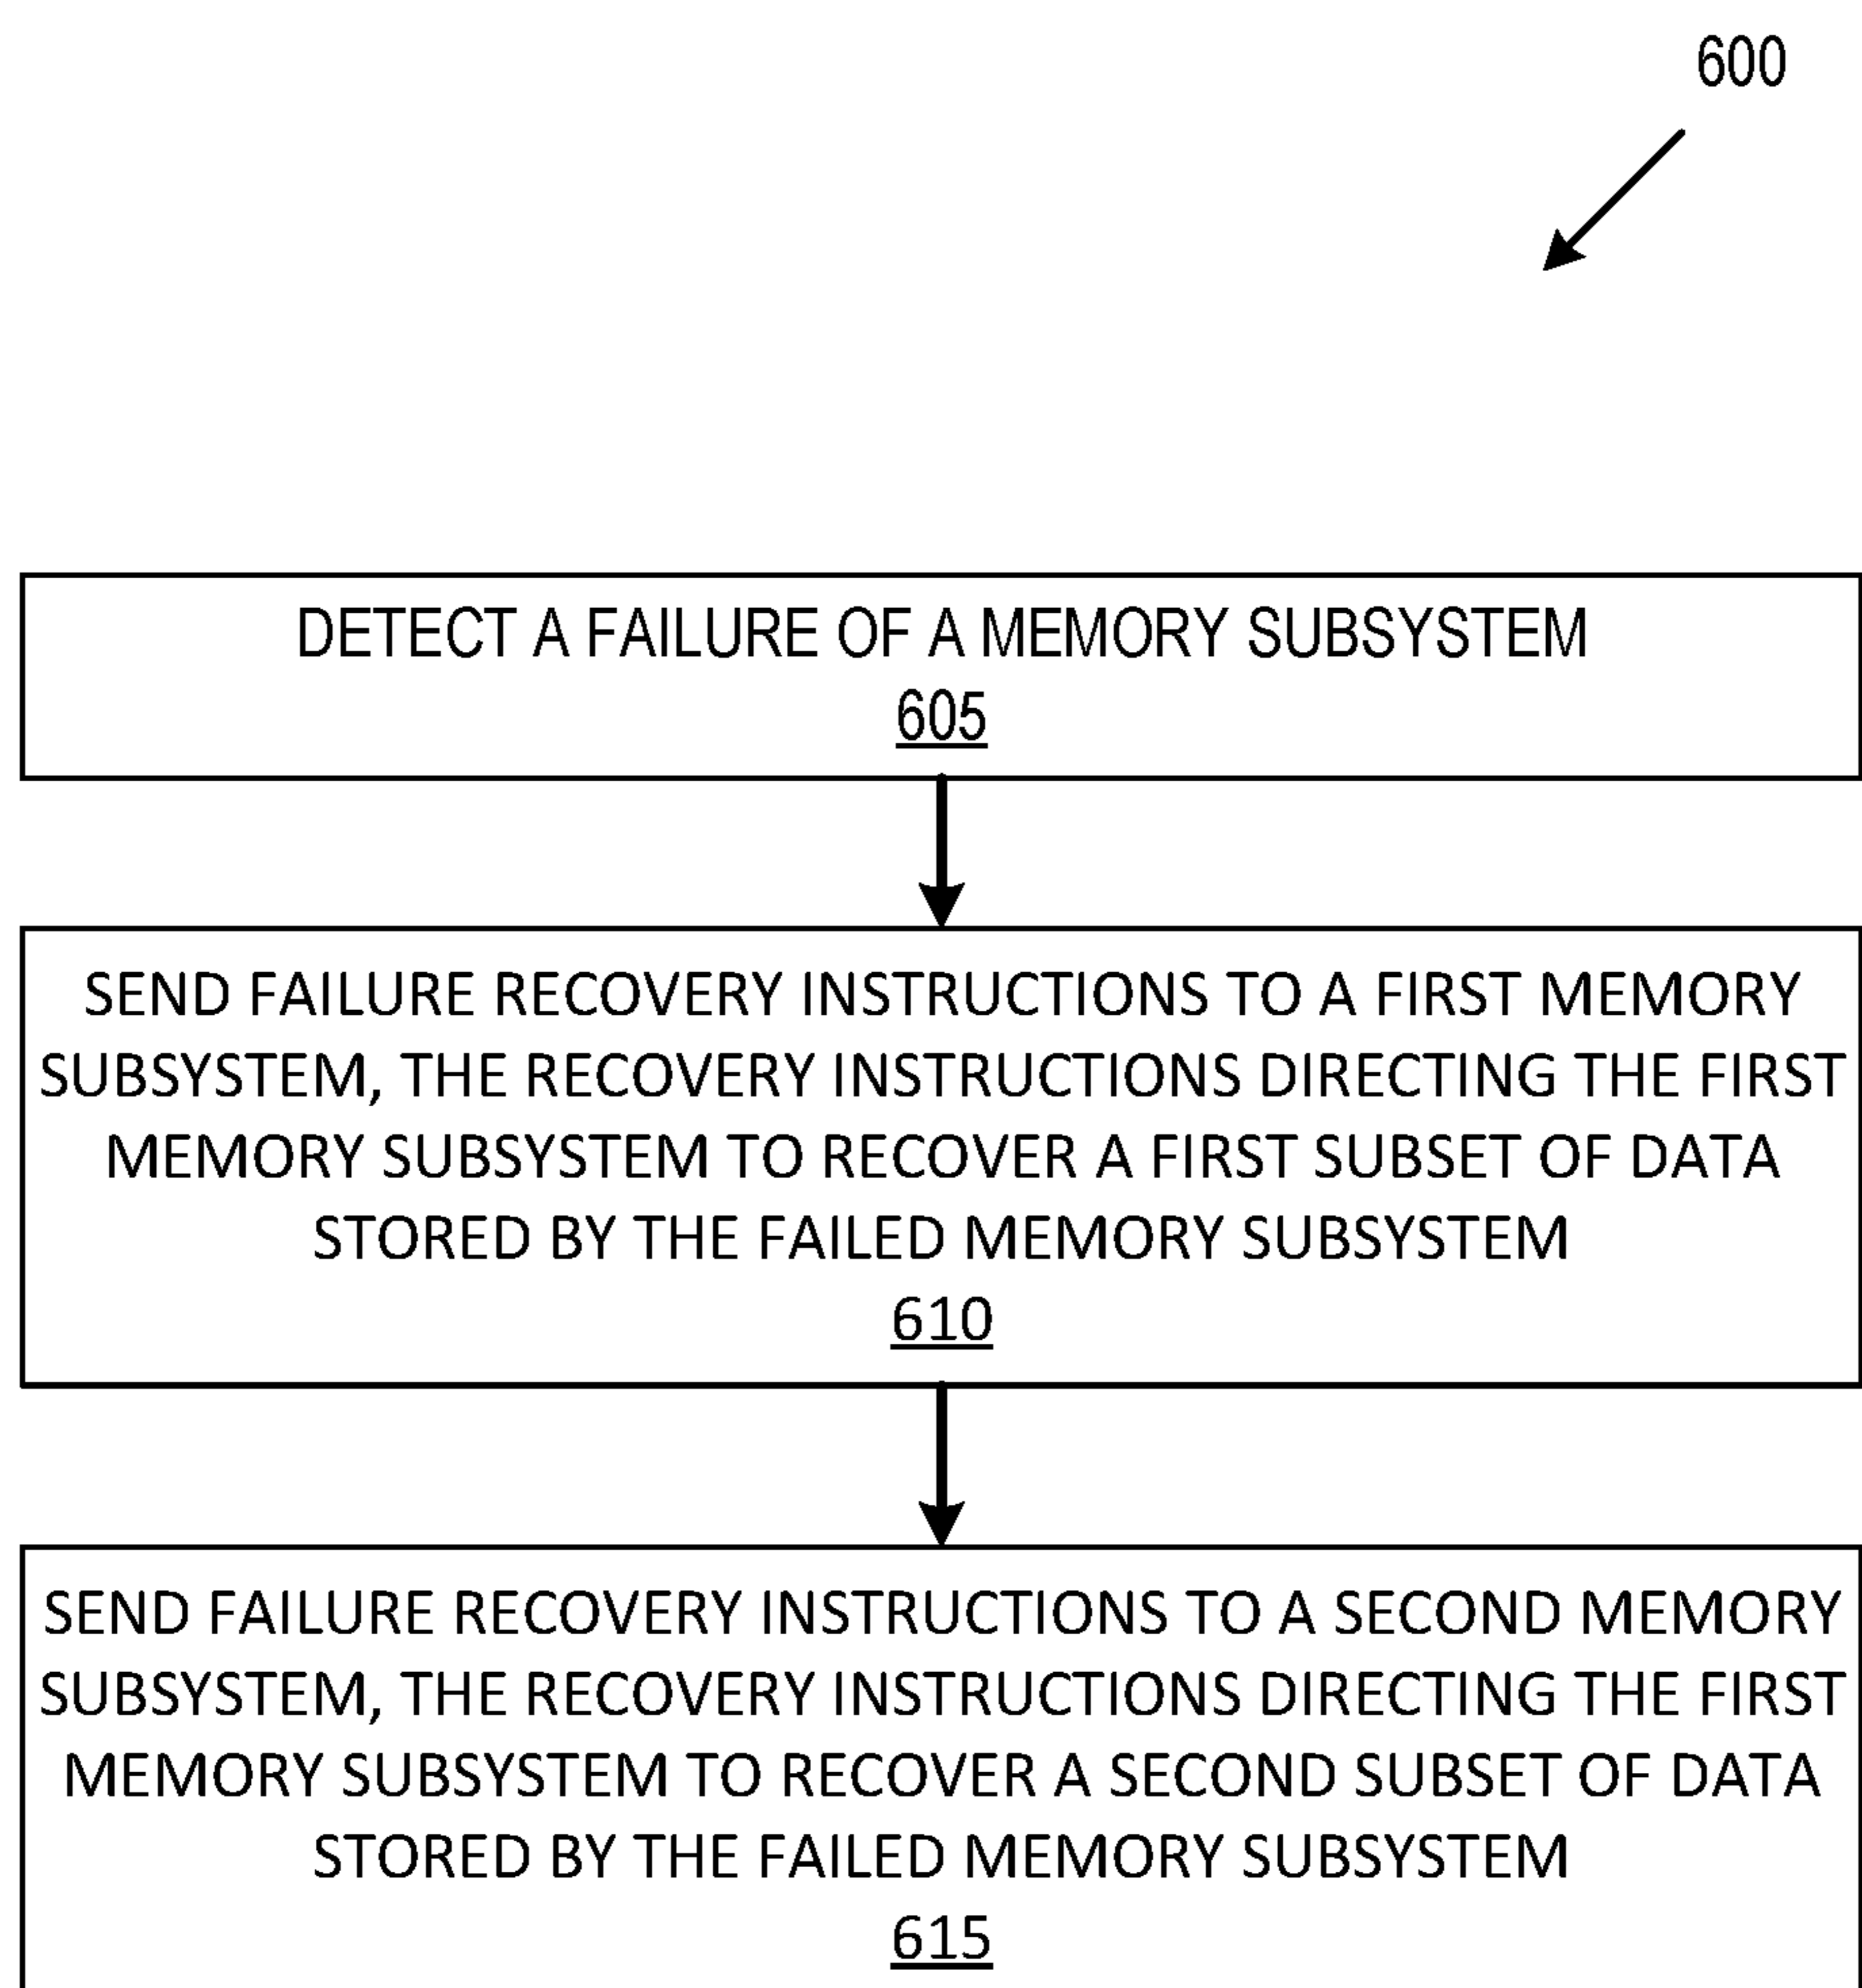 600
DETECT A FAILURE OF A MEMORY SUBSYSTEM
605
SEND FAILURE RECOVERY INSTRUCTIONS TO A FIRST MEMORY
SUBSYSTEM, THE RECOVERY INSTRUCTIONS DIRECTING THE FIRST
MEMORY SUBSYSTEM TO RECOVER A FIRST SUBSET OF DATA
STORED BY THE FAILED MEMORY SUBSYSTEM
610
SEND FAILURE RECOVERY INSTRUCTIONS TO A SECOND MEMORY
SUBSYSTEM, THE RECOVERY INSTRUCTIONS DIRECTING THE FIRST
MEMORY SUBSYSTEM TO RECOVER A SECOND SUBSET OF DATA
STORED BY THE FAILED MEMORY SUBSYSTEM
615